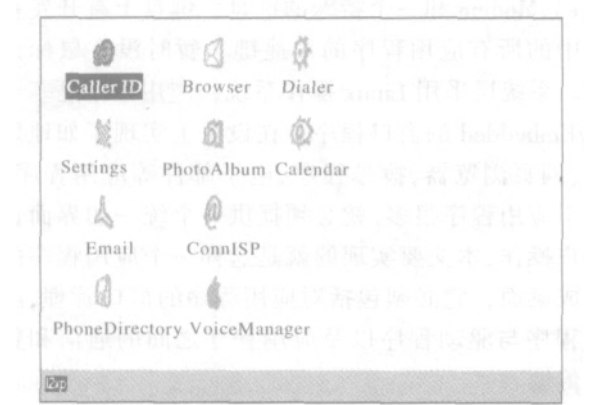 Caller ID Browser Dialer
Settings PhotoAlbum Calendar
Email ConnISP
PhoneDirectory VoiceManager